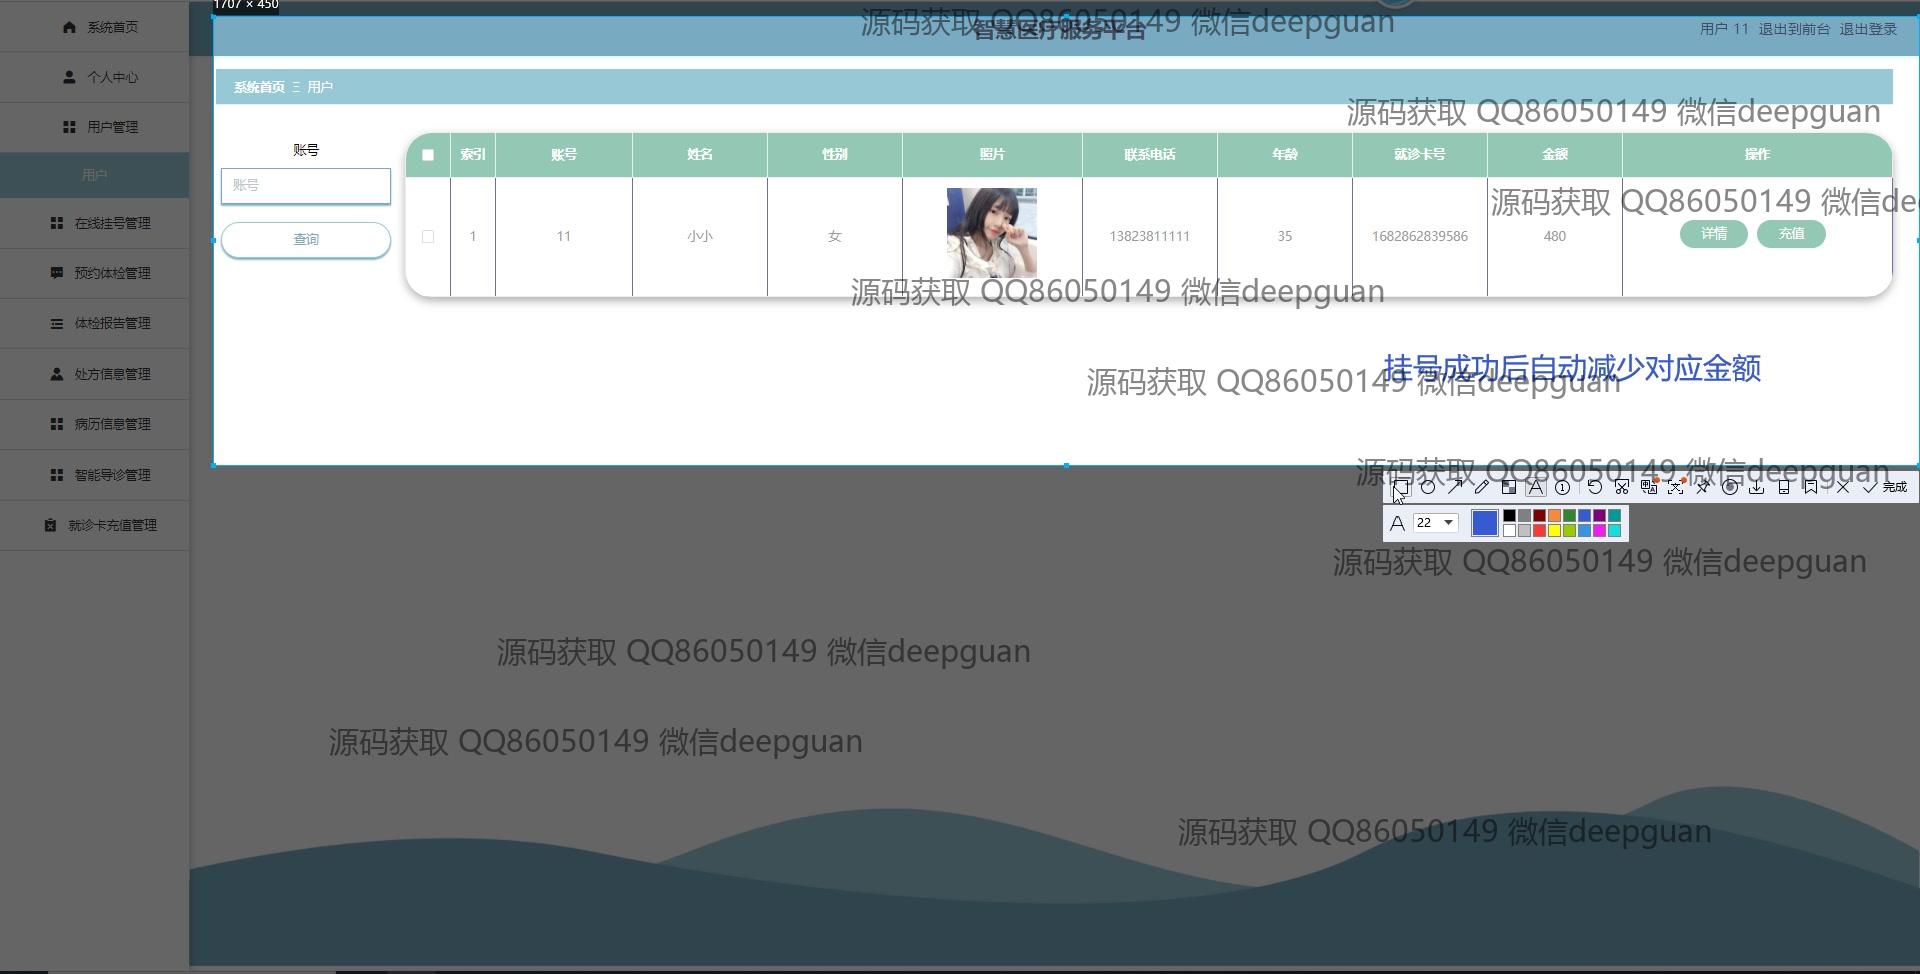 1707 × 450
源码获取 QQ86050149 微信deepguan
智慧医疗服务平台
用户 11 退出到前台 退出登录
系统首页
个人中心
用户管理
用户
在线挂号管理
预约体检管理
体检报告管理
处方信息管理
病历信息管理
智能导诊管理
就诊卡充值管理
系统首页 Ξ 用户
源码获取 QQ86050149 微信deepguan
账号
账号
查询
索引 账号 姓名 性别 照片 联系电话 年龄 就诊卡号 金额 操作
源码获取 QQ86050149 微信de
1 11 小小 女 13823811111 35 1682862839586 480 详情 充值
源码获取 QQ86050149 微信deepguan
挂号成功后自动减少对应金额
源码获取 QQ86050149 微信deepguan
源码获取 QQ86050149 微信deepguan
完成
A 22
源码获取 QQ86050149 微信deepguan
源码获取 QQ86050149 微信deepguan
源码获取 QQ86050149 微信deepguan
源码获取 QQ86050149 微信deepguan